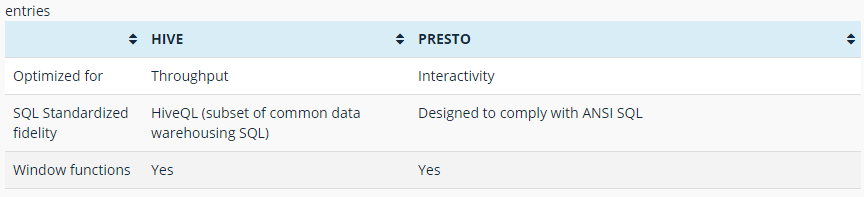 entries
HIVE PRESTO
Optimized for Throughput Interactivity
SQL Standardized HiveQL (subset of common data Designed to comply with ANSI SQL
fidelity warehousing SQL)
Window functions Yes Yes